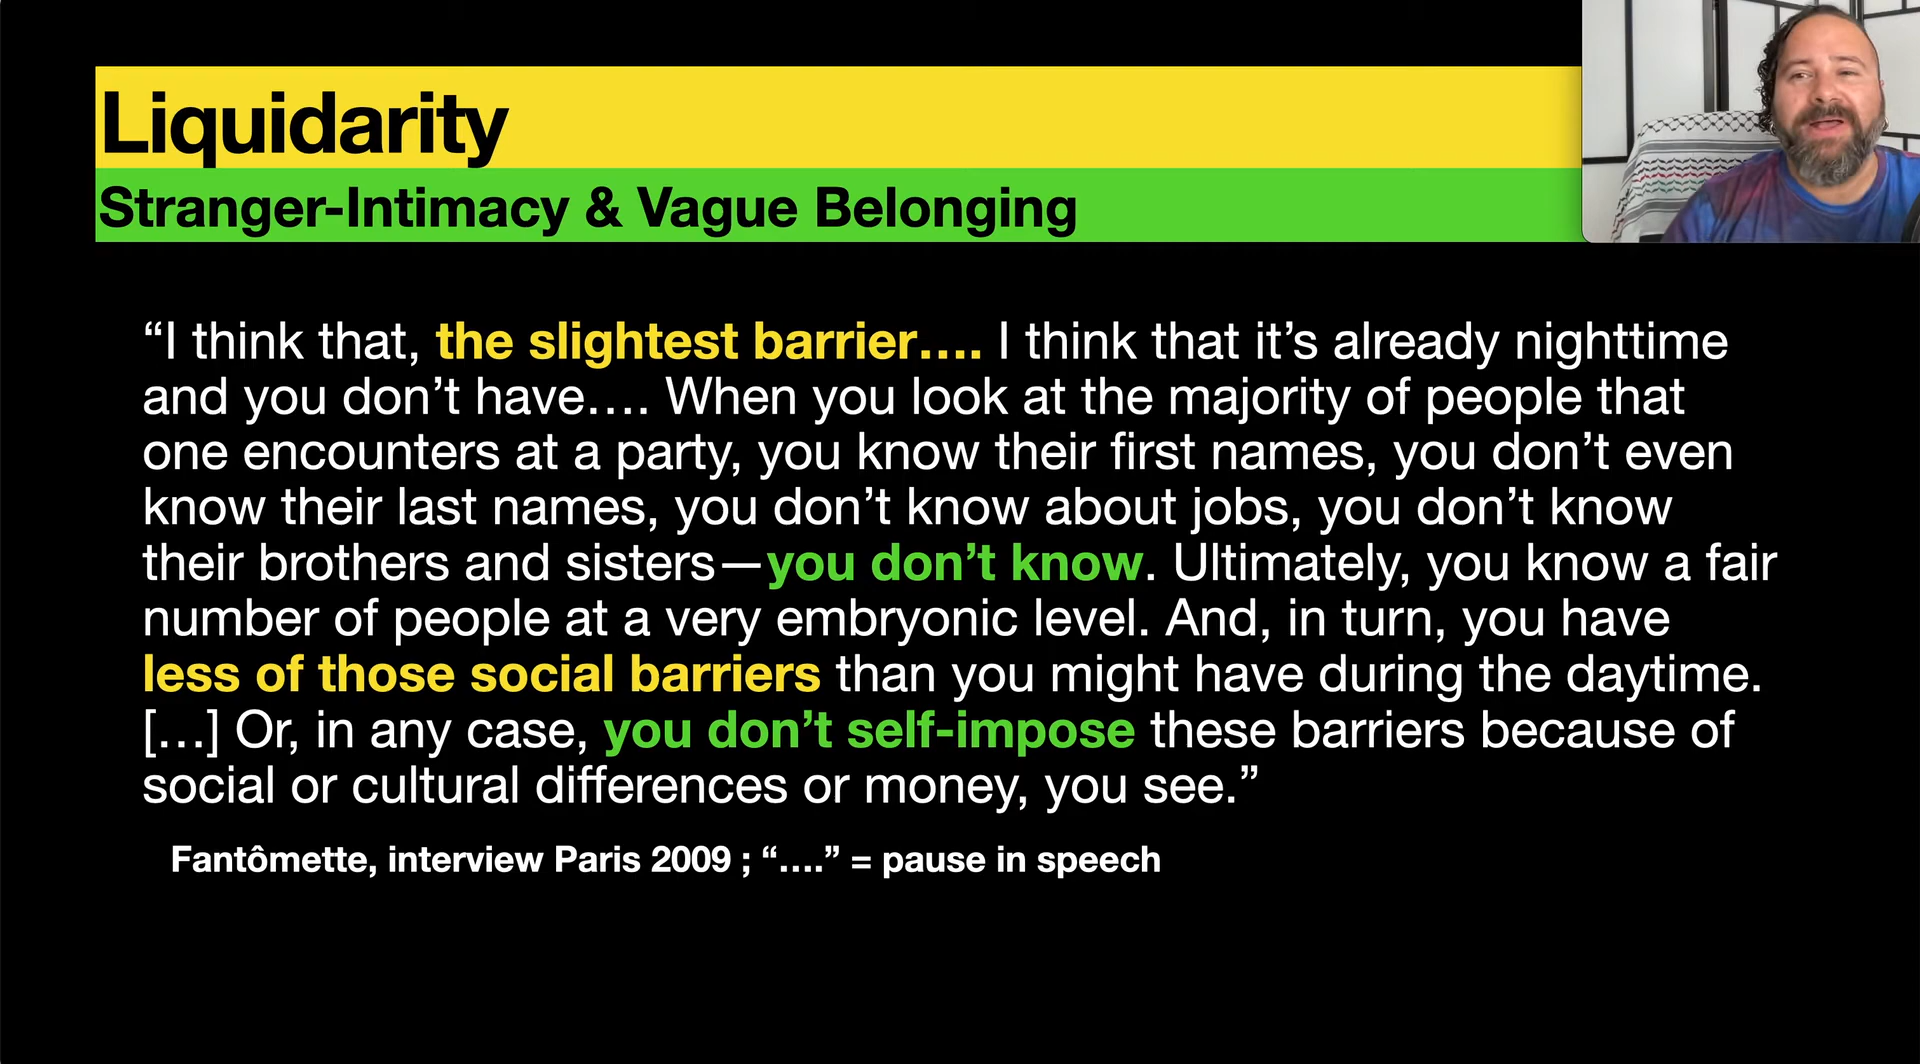 Liquidarity
Stranger-Intimacy & Vague Belonging
“I think that, the slightest barrier…. I think that it’s already nighttime
and you don’t have…. When you look at the majority of people that
one encounters at a party, you know their first names, you don’t even
know their last names, you don’t know about jobs, you don’t know
their brothers and sisters—you don’t know. Ultimately, you know a fair
number of people at a very embryonic level. And, in turn, you have
less of those social barriers than you might have during the daytime.
[…] Or, in any case, you don’t self-impose these barriers because of
social or cultural differences or money, you see.”
Fantômette, interview Paris 2009 ; “….” = pause in speech